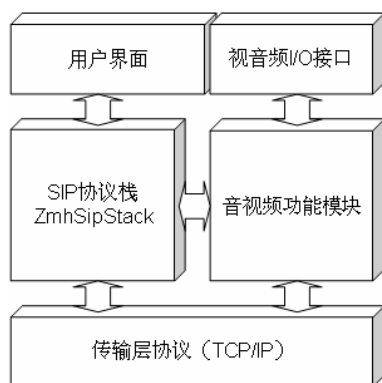 用户界面
视音频I/O接口
SIP协议栈
ZmhSipStack
音视频功能模块
传输层协议（TCP/IP）